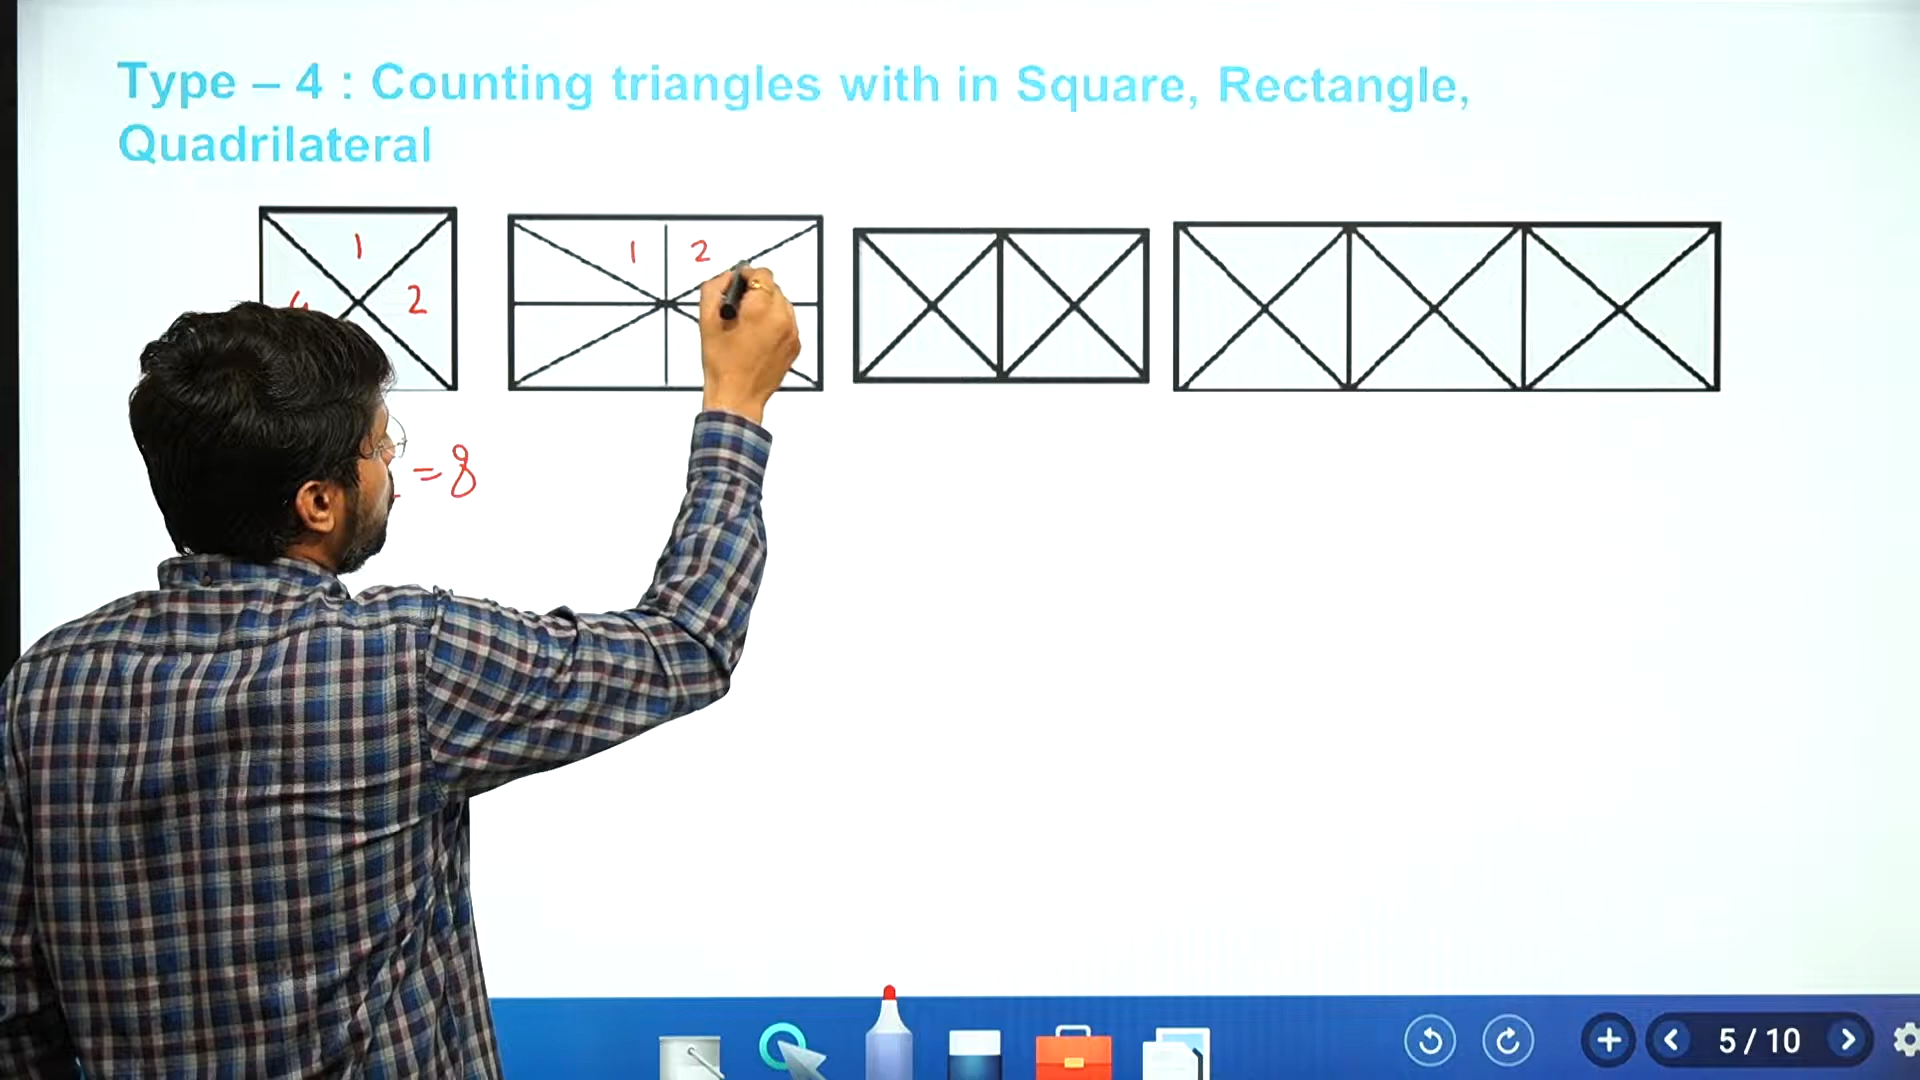 Type – 4 : Counting triangles with in Square, Rectangle,
Quadrilateral
1
2
1 2
= 8
5 / 10